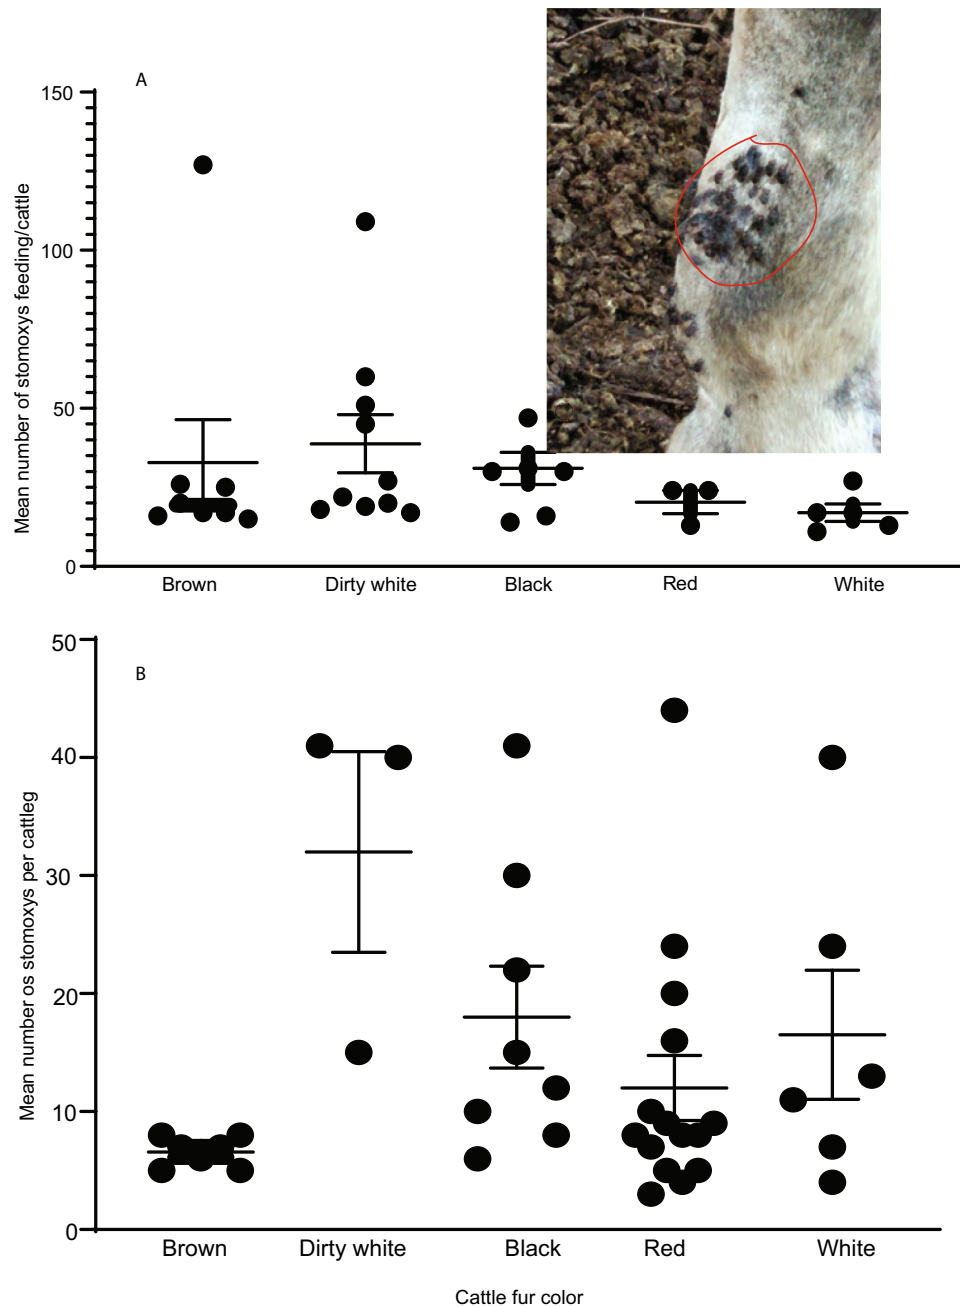 A
150
100
50
0
Mean number of stomoxys feeding/cattle
Brown Dirty white Black Red White
B
50
40
30
20
10
0
Mean number os stomoxys per cattleg
Brown Dirty white Black Red White
Cattle fur color